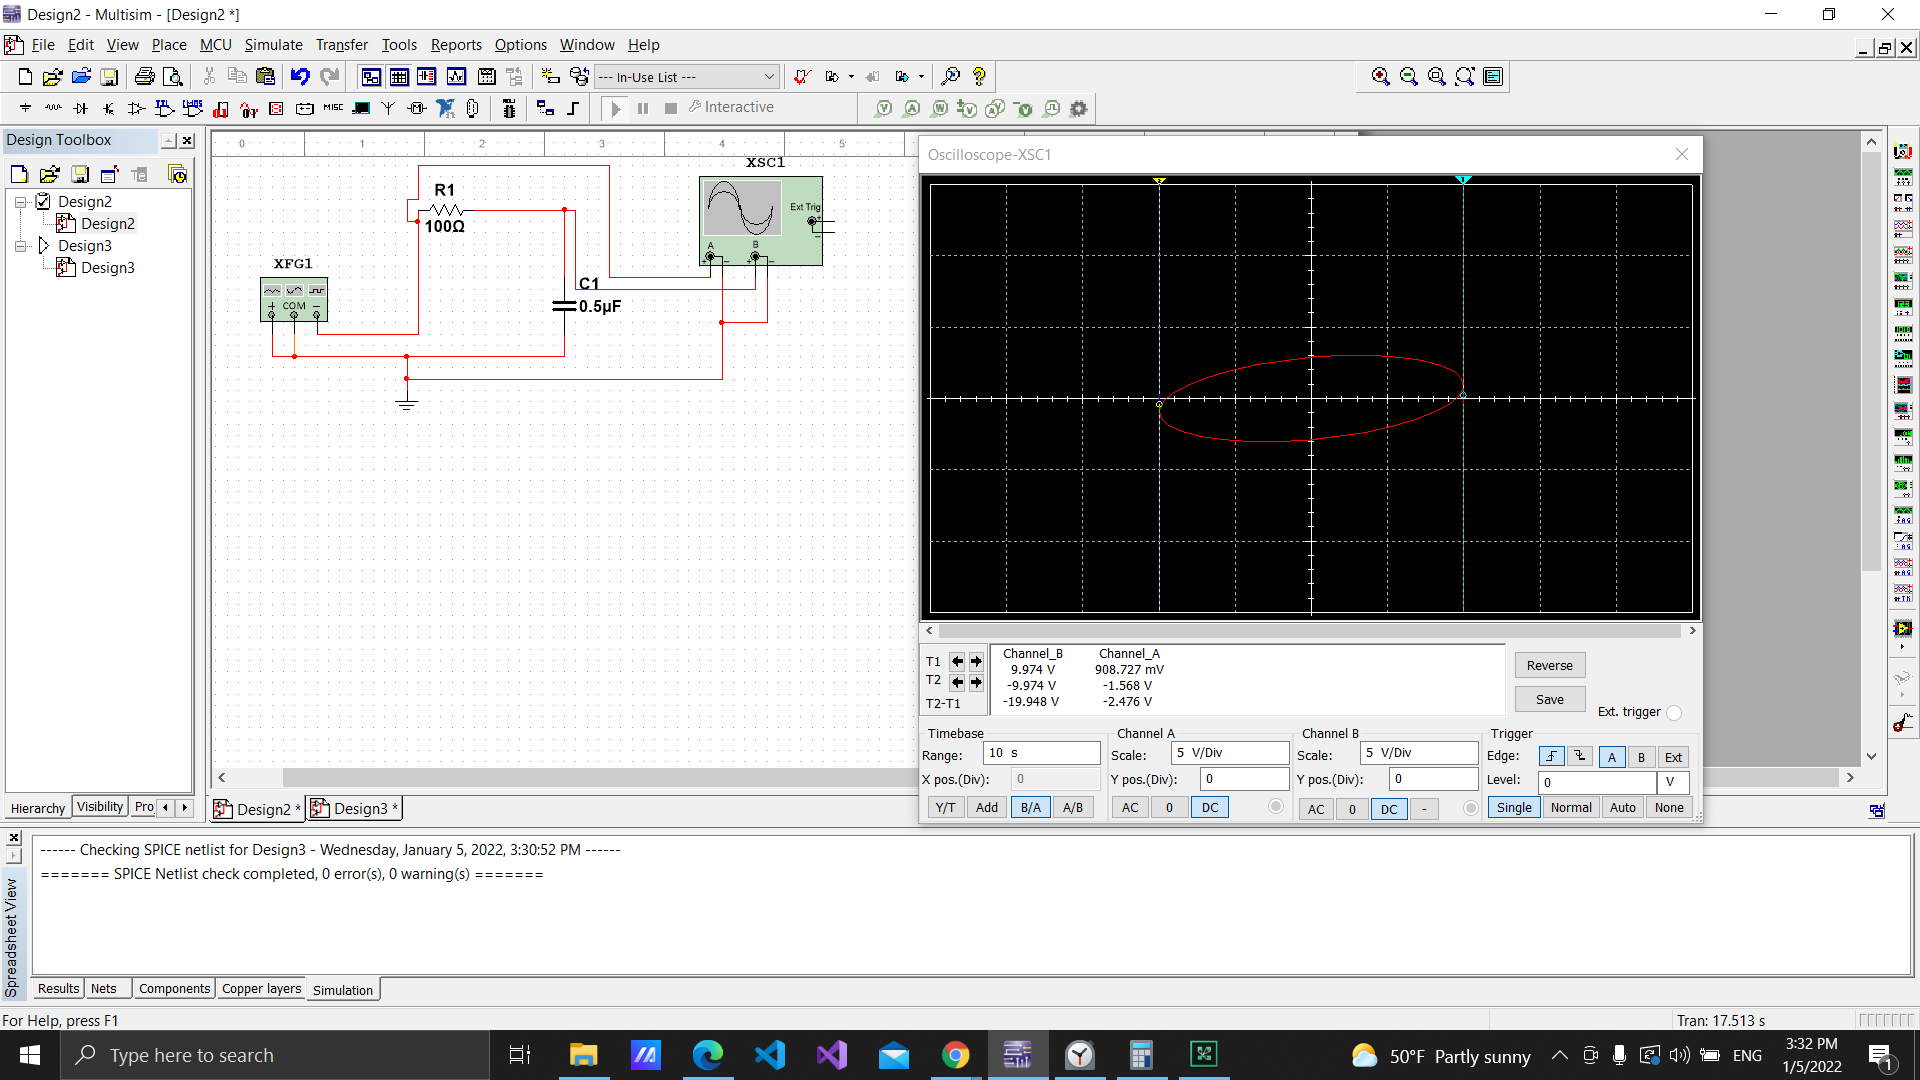 Design2 - Multisim - [Design2 *]
File Edit View Place MCU Simulate Transfer Tools Reports Options Window Help
--- In-Use List ---
MISC
Interactive
Design Toolbox
Design2
Design2
Design3
Design3
Hierarchy Visibility Pro
0 1 2 3 4 5
XSC1
Ext Trig
A B
R1
100Ω
XFG1
COM
C1
0.5µF
Design2 * Design3 *
Oscilloscope-XSC1
T1
T2
T2-T1
Channel_B Channel_A
9.974 V 908.727 mV
-9.974 V -1.568 V
-19.948 V -2.476 V
Reverse
Save
Ext. trigger
Timebase Channel A Channel B Trigger
Range: 10 s Scale: 5 V/Div Scale: 5 V/Div Edge: A B Ext
X pos.(Div): 0 Y pos.(Div): 0 Y pos.(Div): 0 Level: 0 V
Y/T Add B/A A/B AC 0 DC AC 0 DC - Single Normal Auto None
------ Checking SPICE netlist for Design3 - Wednesday, January 5, 2022, 3:30:52 PM ------
======= SPICE Netlist check completed, 0 error(s), 0 warning(s) =======
Spreadsheet View
Results Nets Components Copper layers Simulation
For Help, press F1
Tran: 17.513 s
Type here to search
50°F Partly sunny
ENG
3:32 PM
1/5/2022
1